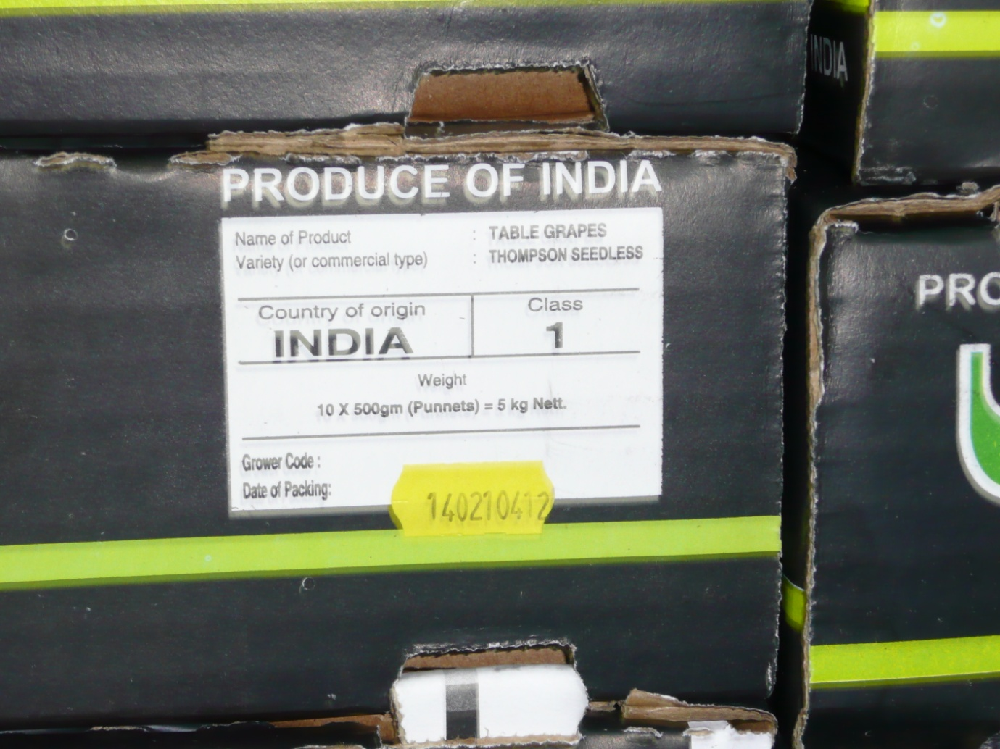 INDIA
PRODUCE OF INDIA
Name of Product : TABLE GRAPES
Variety (or commercial type) : THOMPSON SEEDLESS
Country of origin
INDIA
Class
1
Weight
10 X 500gm (Punnets) = 5 kg Nett.
Grower Code :
Date of Packing:
140210412
PRO